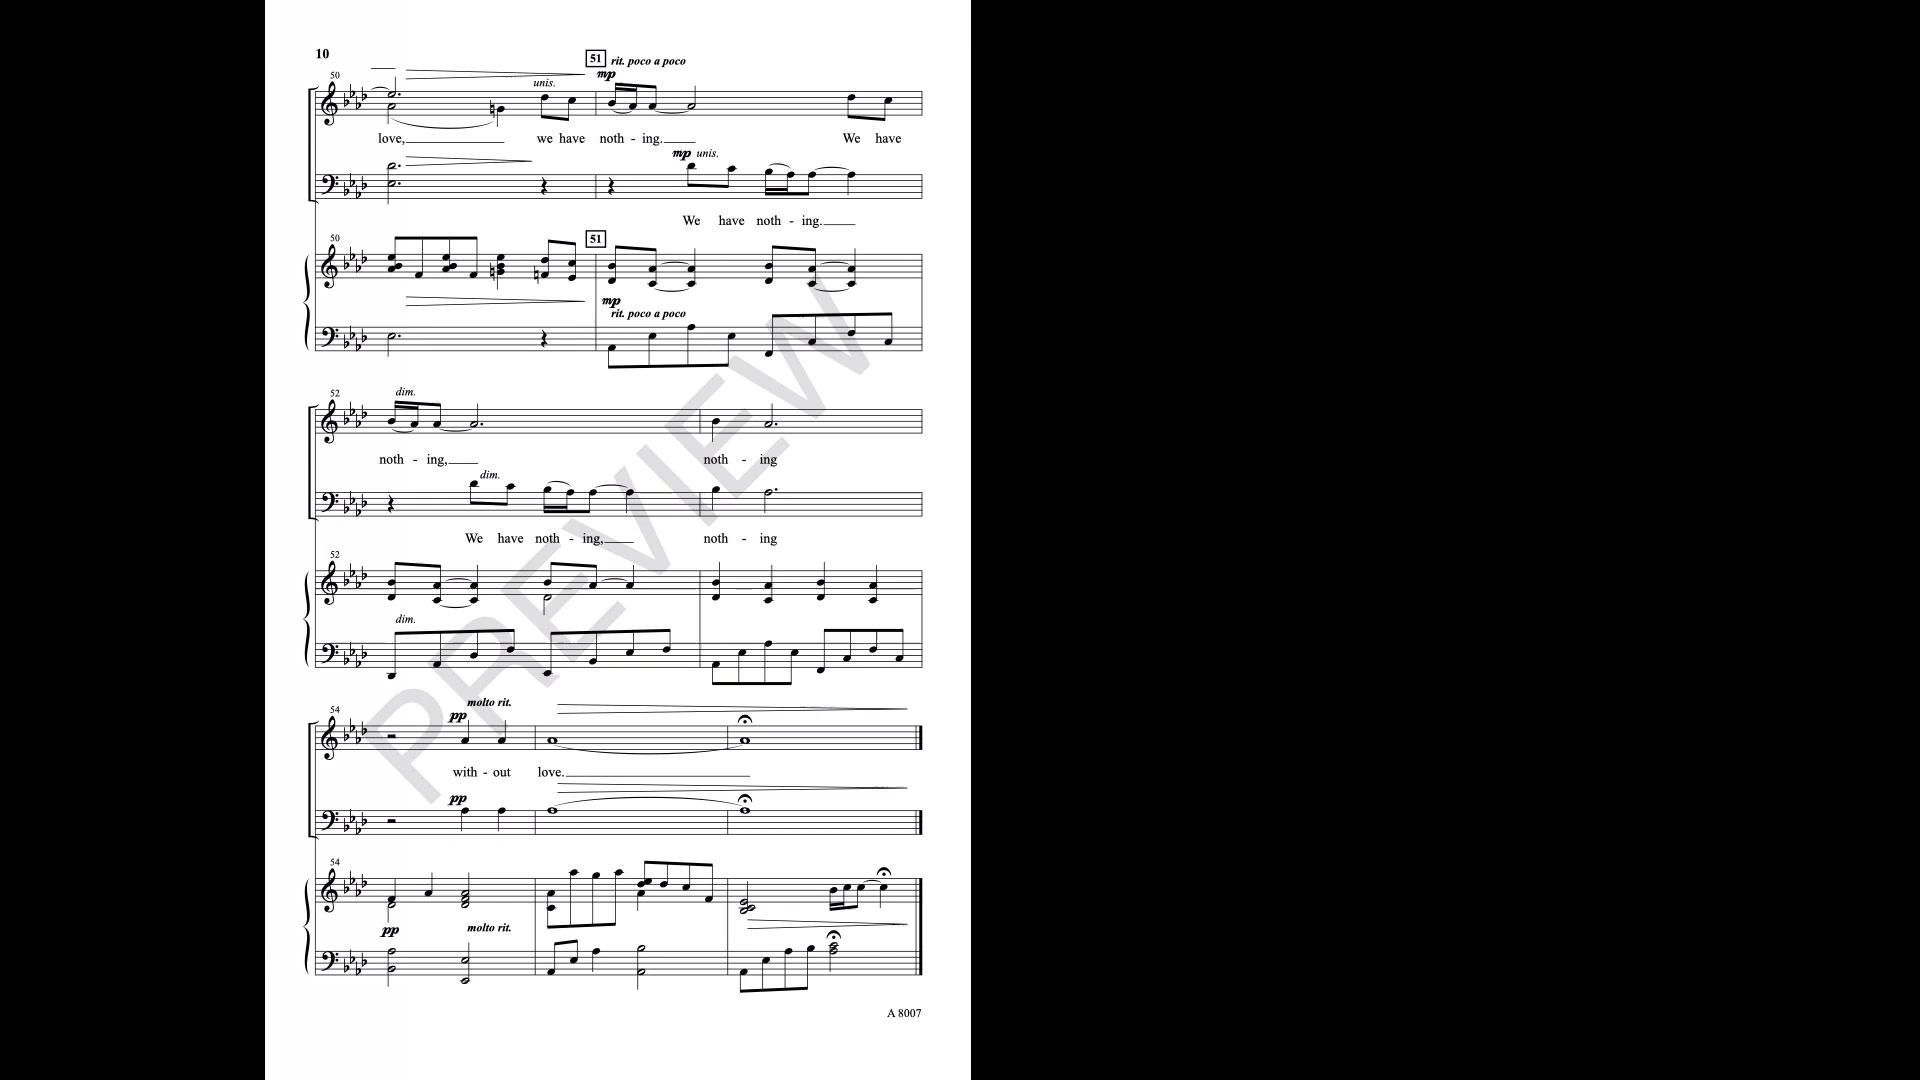 10
51 rit. poco a poco
50 mp
unis.
love, we have noth - ing. We have
mp unis.
We have noth - ing.
50 51
mp
rit. poco a poco
52 dim.
noth - ing, noth - ing
dim.
We have noth - ing, noth - ing
52
dim.
54 molto rit.
pp
with - out love.
pp
54
pp molto rit.
A 8007
PREVIEW